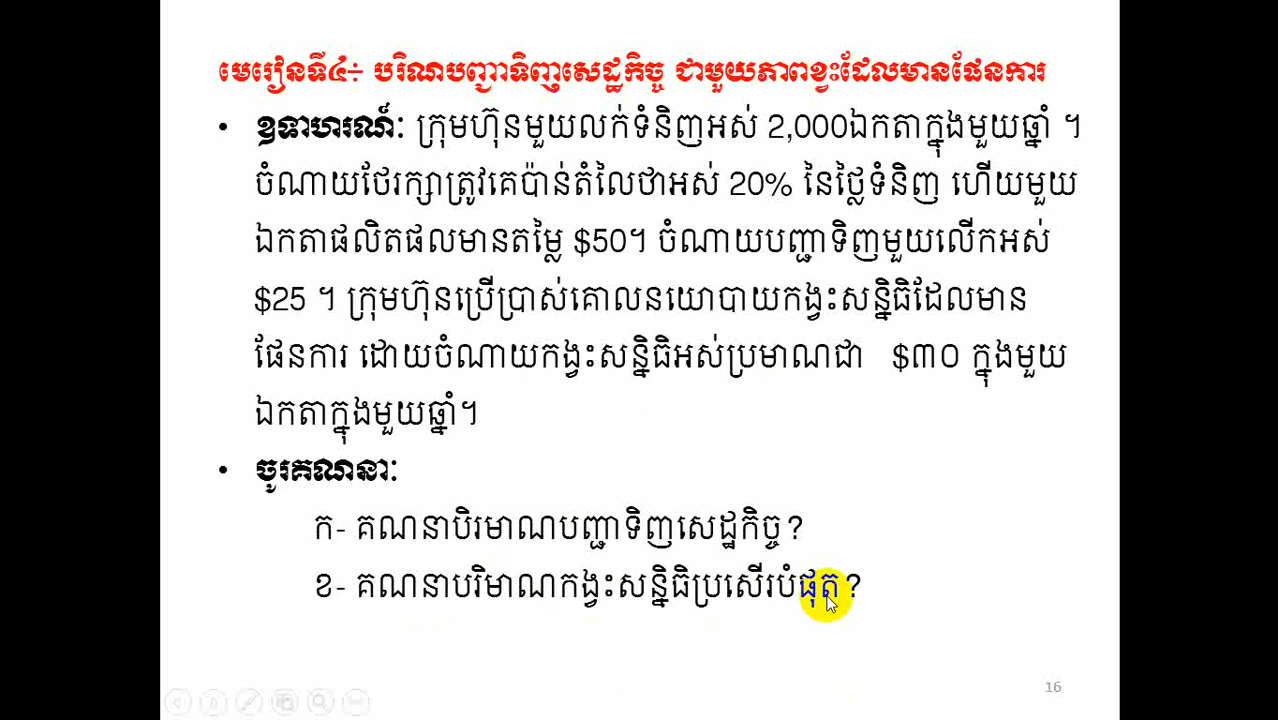 មេរៀនទី៤៖ បរិណបញ្ជាទិញសេដ្ឋកិច្ច ជាមួយភាពខ្វះដែលមានផែនការ
• ឧទាហរណ៍: ក្រុមហ៊ុនមួយលក់ទំនិញអស់ 2,000ឯកតាក្នុងមួយឆ្នាំ ។
ចំណាយថែរក្សាត្រូវគេប៉ាន់តំលៃថាអស់ 20% នៃថ្លៃទំនិញ ហើយមួយ
ឯកតាផលិតផលមានតម្លៃ $50។ ចំណាយបញ្ជាទិញមួយលើកអស់
$25 ។ ក្រុមហ៊ុនប្រើប្រាស់គោលនយោបាយកង្វះសន្និធិដែលមាន
ផែនការ ដោយចំណាយកង្វះសន្និធិអស់ប្រមាណជា $៣០ ក្នុងមួយ
ឯកតាក្នុងមួយឆ្នាំ។
• ចូរគណនា:
ក- គណនាបិរមាណបញ្ជាទិញសេដ្ឋកិច្ច?
ខ- គណនាបរិមាណកង្វះសន្និធិប្រសើរបំផុត?
16